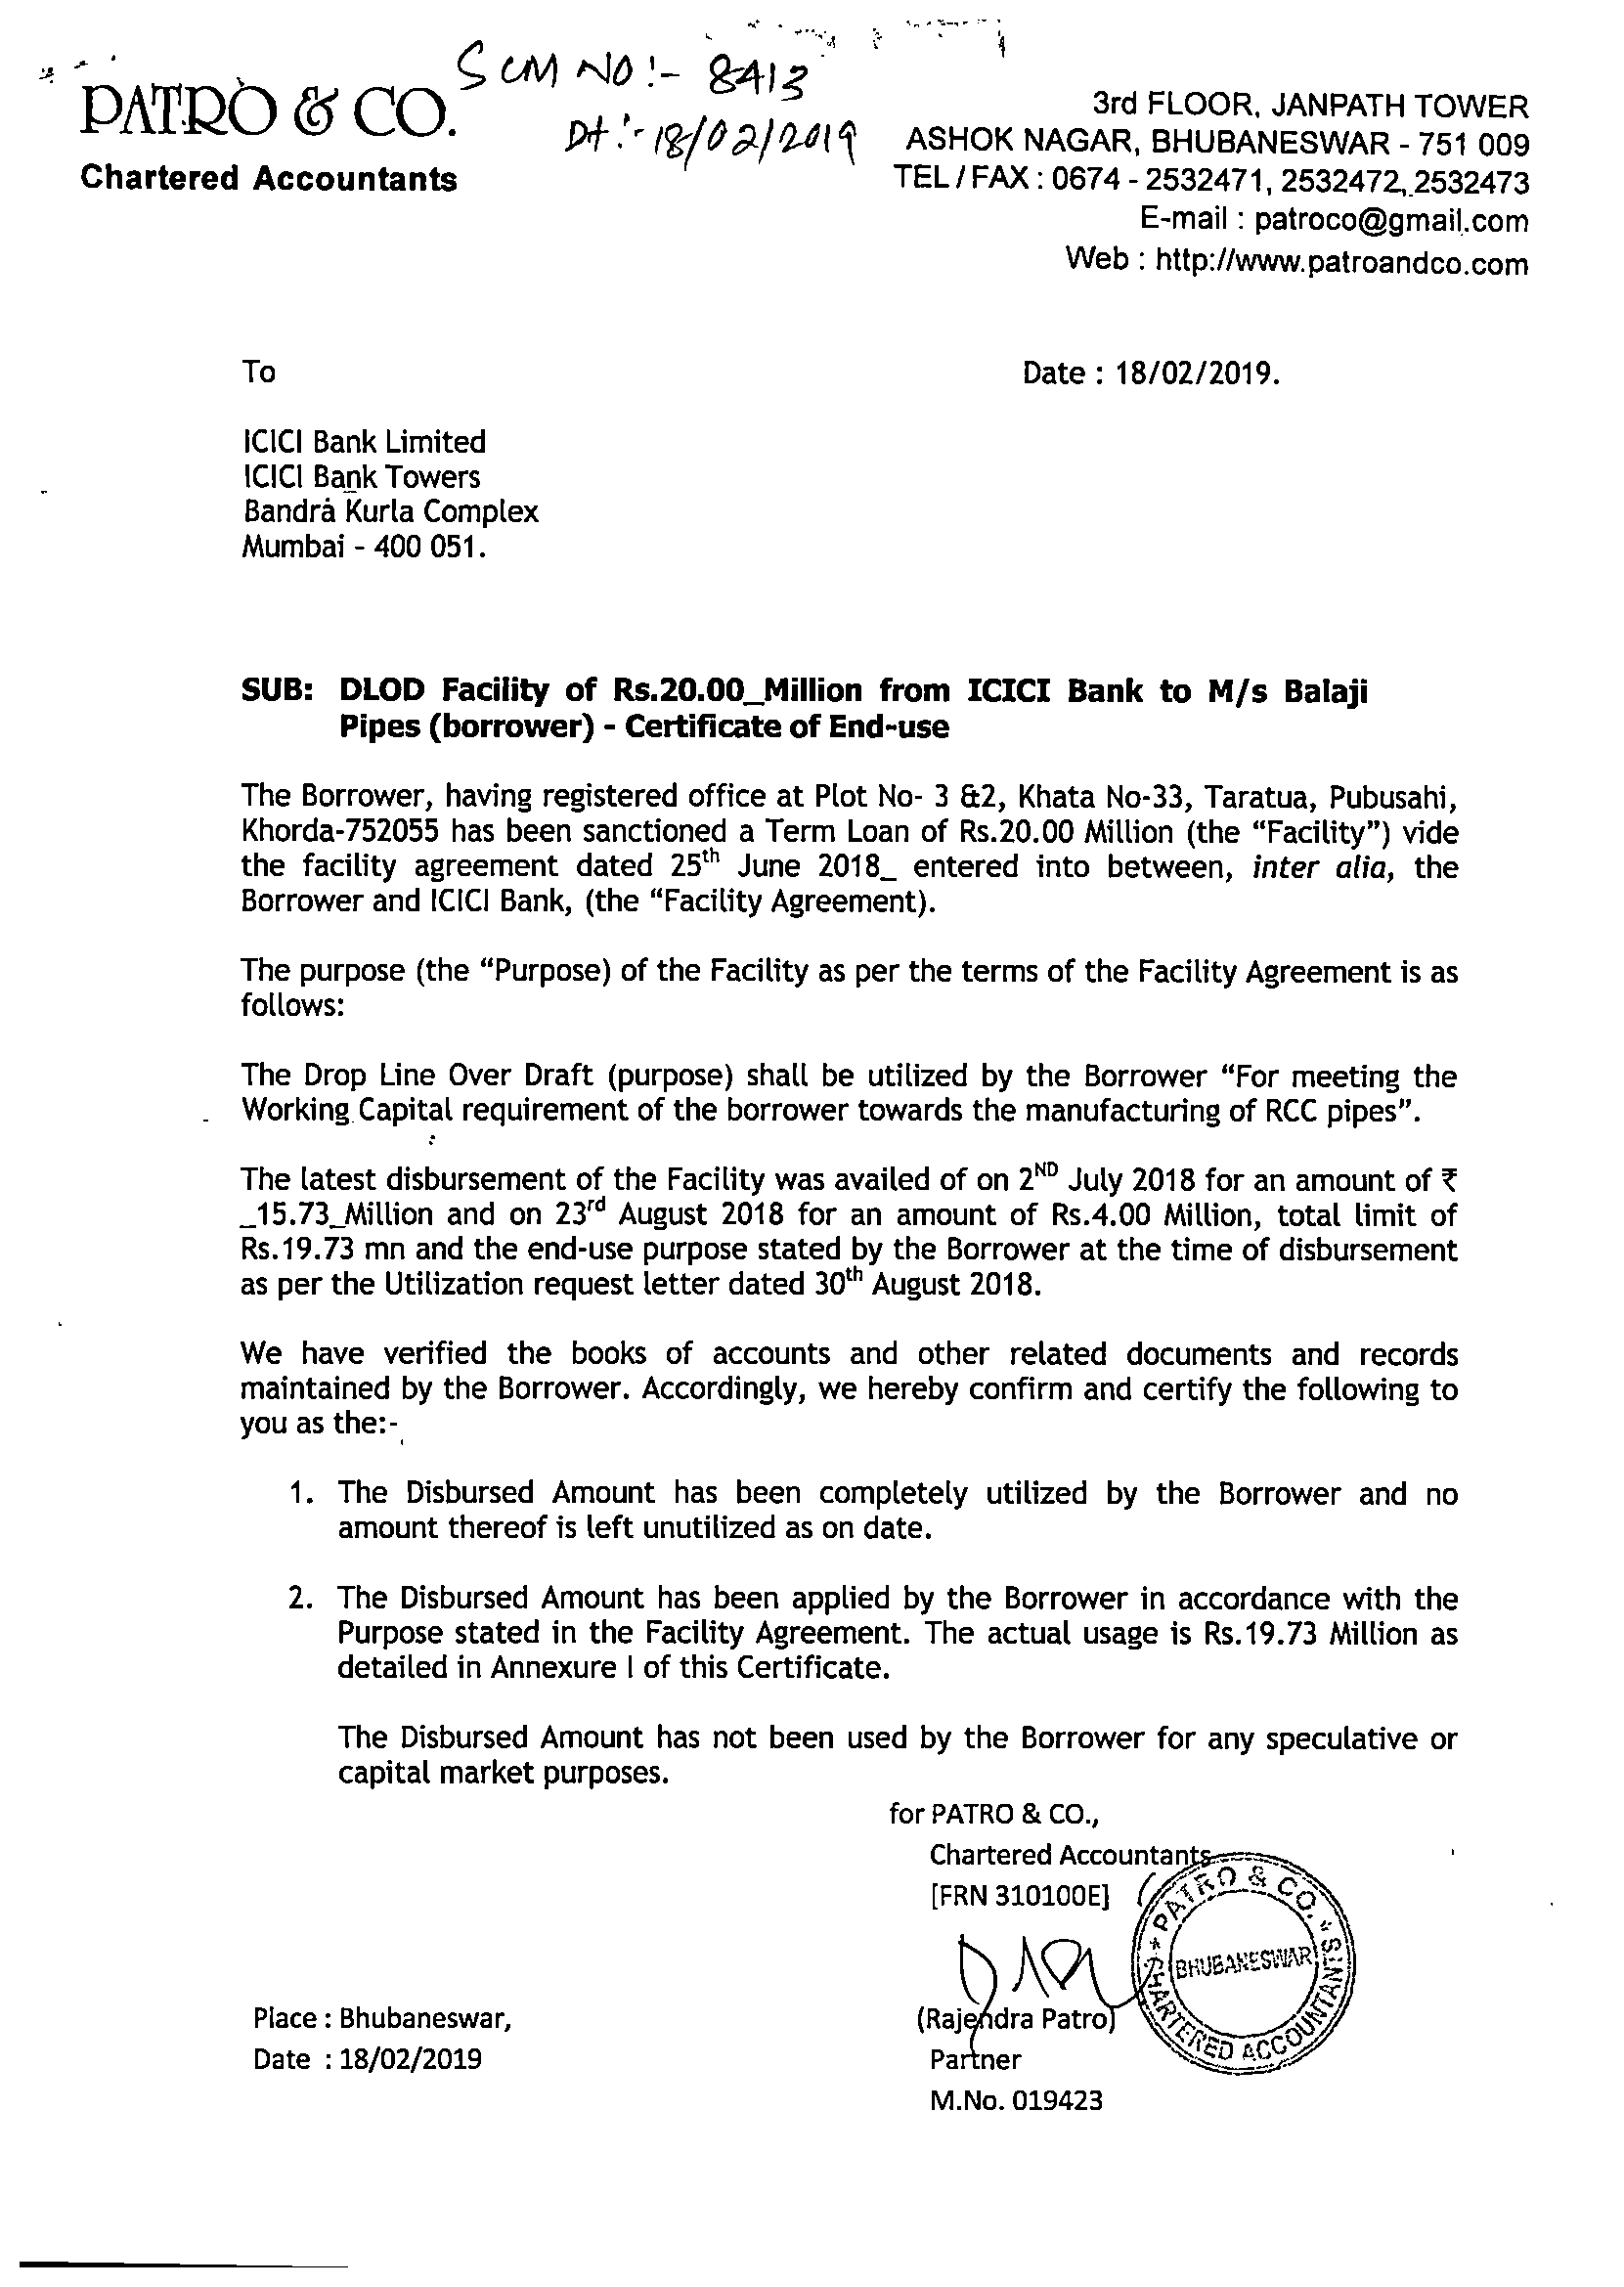 SCM NO:- 8413
Dt:- 18/02/2019
PATRO & CO.
Chartered Accountants
3rd FLOOR, JANPATH TOWER
ASHOK NAGAR, BHUBANESWAR - 751 009
TEL / FAX : 0674 - 2532471, 2532472, 2532473
E-mail : patroco@gmail.com
Web : http://www.patroandco.com
To
Date : 18/02/2019.
ICICI Bank Limited
ICICI Bank Towers
Bandra Kurla Complex
Mumbai - 400 051.
SUB: DLOD Facility of Rs.20.00_Million from ICICI Bank to M/s Balaji
Pipes (borrower) - Certificate of End-use
The Borrower, having registered office at Plot No- 3 &2, Khata No-33, Taratua, Pubusahi,
Khorda-752055 has been sanctioned a Term Loan of Rs.20.00 Million (the “Facility”) vide
the facility agreement dated 25th June 2018_ entered into between, inter alia, the
Borrower and ICICI Bank, (the “Facility Agreement).
The purpose (the “Purpose) of the Facility as per the terms of the Facility Agreement is as
follows:
The Drop Line Over Draft (purpose) shall be utilized by the Borrower “For meeting the
Working Capital requirement of the borrower towards the manufacturing of RCC pipes”.
The latest disbursement of the Facility was availed of on 2ND July 2018 for an amount of ₹
_15.73_Million and on 23rd August 2018 for an amount of Rs.4.00 Million, total limit of
Rs.19.73 mn and the end-use purpose stated by the Borrower at the time of disbursement
as per the Utilization request letter dated 30th August 2018.
We have verified the books of accounts and other related documents and records
maintained by the Borrower. Accordingly, we hereby confirm and certify the following to
you as the:-
1. The Disbursed Amount has been completely utilized by the Borrower and no
amount thereof is left unutilized as on date.
2. The Disbursed Amount has been applied by the Borrower in accordance with the
Purpose stated in the Facility Agreement. The actual usage is Rs.19.73 Million as
detailed in Annexure I of this Certificate.
The Disbursed Amount has not been used by the Borrower for any speculative or
capital market purposes.
for PATRO & CO.,
Chartered Accountants
[FRN 310100E]
* PATRO & CO. *
BHUBANESWAR
CHARTERED ACCOUNTANTS
(Rajendra Patro)
Partner
M.No. 019423
Place : Bhubaneswar,
Date : 18/02/2019